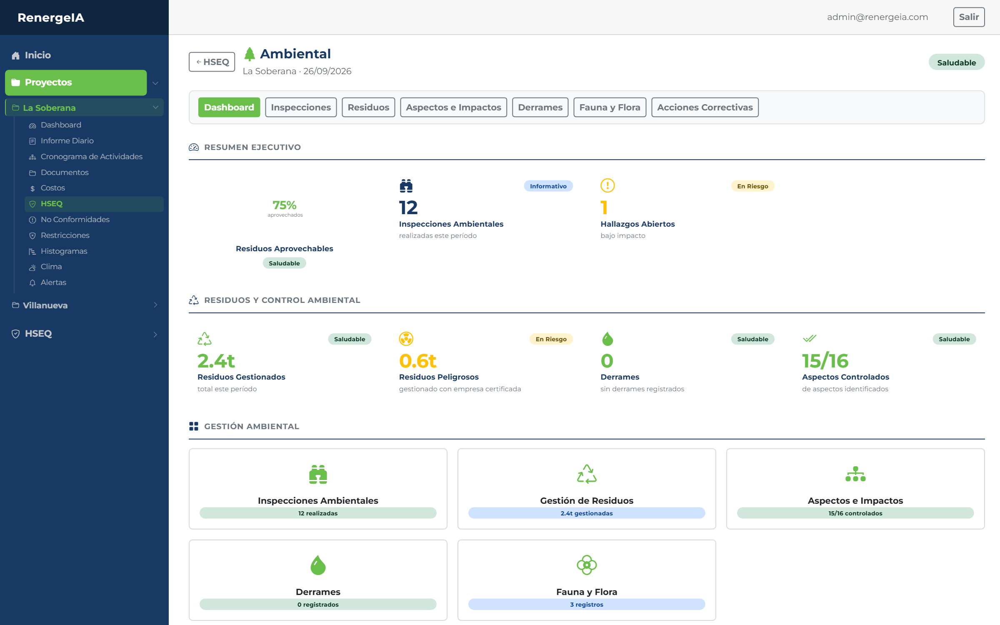 RenergeIA
admin@renergeia.com
Salir
Inicio
Proyectos
La Soberana
Dashboard
Informe Diario
Cronograma de Actividades
Documentos
$ Costos
HSEQ
No Conformidades
Restricciones
Histogramas
Clima
Alertas
Villanueva
HSEQ
← HSEQ
Ambiental
La Soberana · 26/09/2026
Saludable
Dashboard
Inspecciones
Residuos
Aspectos e Impactos
Derrames
Fauna y Flora
Acciones Correctivas
RESUMEN EJECUTIVO
75%
aprovechados
Residuos Aprovechables
Saludable
Informativo
12
Inspecciones Ambientales
realizadas este período
En Riesgo
1
Hallazgos Abiertos
bajo impacto
RESIDUOS Y CONTROL AMBIENTAL
Saludable
2.4t
Residuos Gestionados
total este período
En Riesgo
0.6t
Residuos Peligrosos
gestionado con empresa certificada
Saludable
0
Derrames
sin derrames registrados
Saludable
15/16
Aspectos Controlados
de aspectos identificados
GESTIÓN AMBIENTAL
Inspecciones Ambientales
12 realizadas
Gestión de Residuos
2.4t gestionadas
Aspectos e Impactos
15/16 controlados
Derrames
0 registrados
Fauna y Flora
3 registros